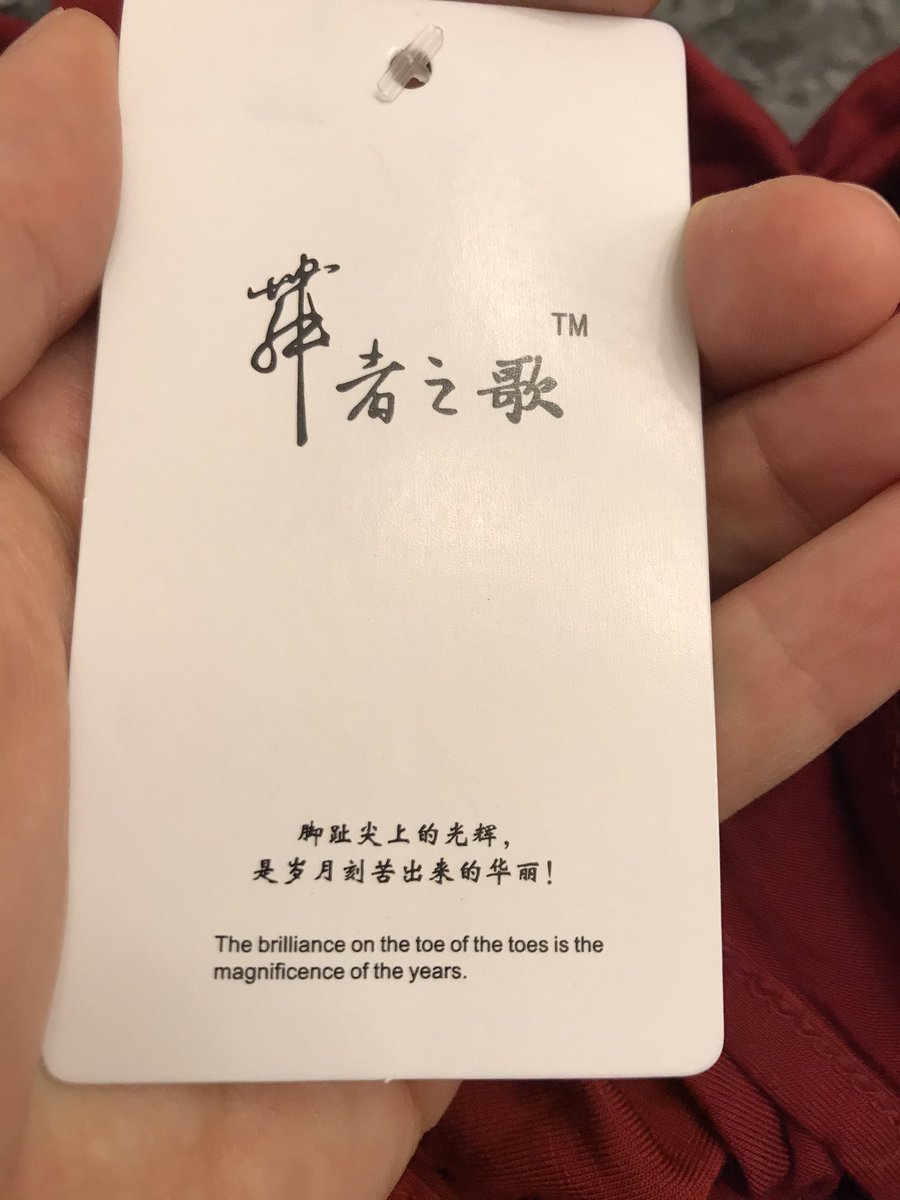 舞者之歌 TM
脚趾尖上的光辉，
是岁月刻苦出来的华丽！
The brilliance on the toe of the toes is the
magnificence of the years.